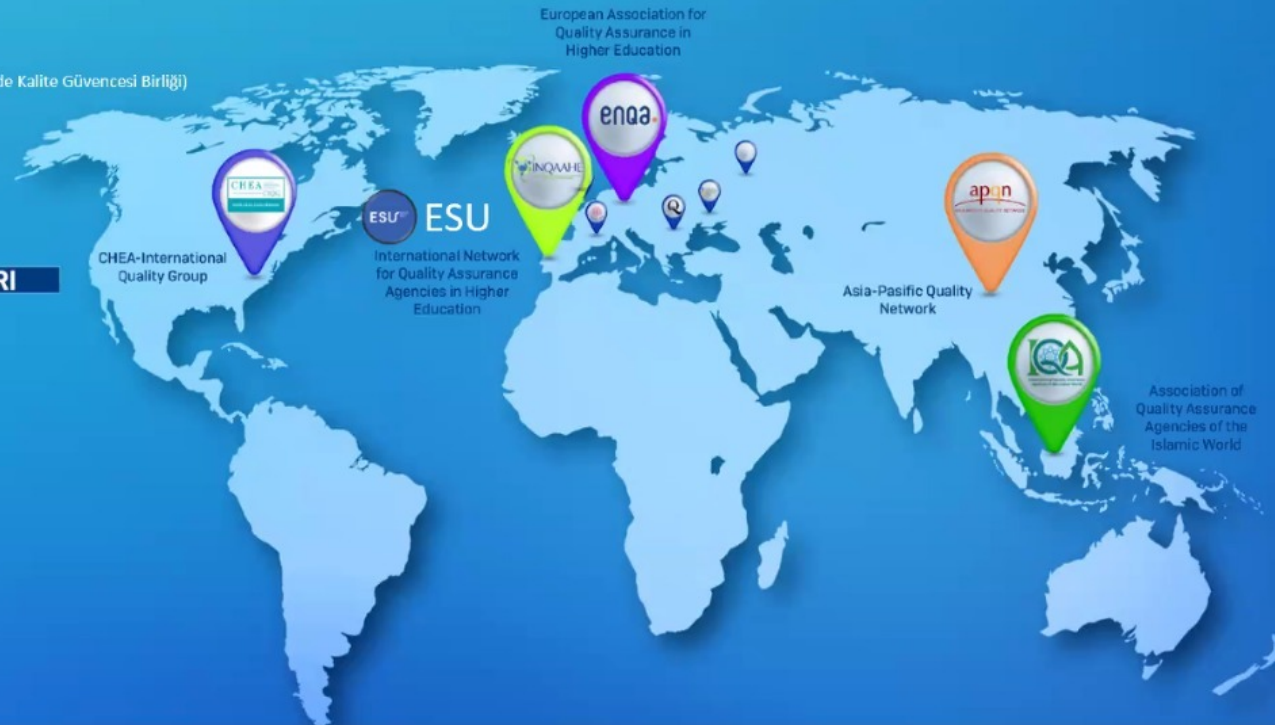 European Association for
Quality Assurance in
Higher Education
de Kalite Güvencesi Birliği)
enqa.
INQAAHE
CHEA
apqn
ESU
ESU
CHEA-International
Quality Group
International Network
for Quality Assurance
Agencies in Higher
Education
RI
Q
Asia-Pasific Quality
Network
IQA
Association of
Quality Assurance
Agencies of the
Islamic World